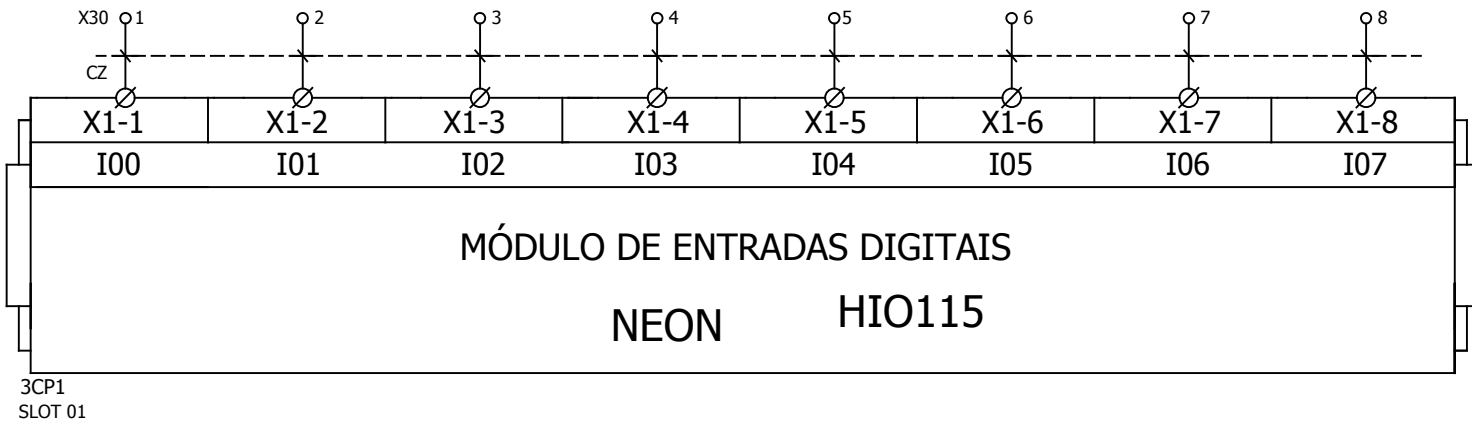 X30 1 2 3 4 5 6 7 8
CZ
X1-1 X1-2 X1-3 X1-4 X1-5 X1-6 X1-7 X1-8
I00 I01 I02 I03 I04 I05 I06 I07
MÓDULO DE ENTRADAS DIGITAIS
NEON HIO115
3CP1
SLOT 01